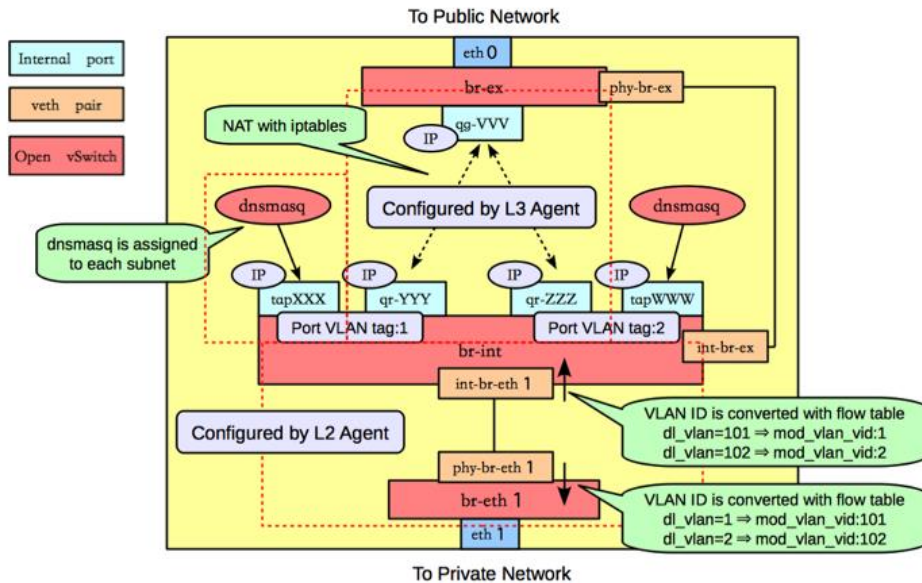 To Public Network
Internal port
veth pair
Open vSwitch
eth 0
br-ex
phy-br-ex
NAT with iptables
IP
qg-VVV
dnsmasq
Configured by L3 Agent
dnsmasq
dnsmasq is assigned
to each subnet
IP
IP
IP
IP
tapXXX
qr-YYY
qr-ZZZ
tapWWW
Port VLAN tag:1
Port VLAN tag:2
br-int
int-br-ex
int-br-eth 1
VLAN ID is converted with flow table
dl_vlan=101 ⇒ mod_vlan_vid:1
dl_vlan=102 ⇒ mod_vlan_vid:2
Configured by L2 Agent
phy-br-eth 1
br-eth 1
VLAN ID is converted with flow table
dl_vlan=1 ⇒ mod_vlan_vid:101
dl_vlan=2 ⇒ mod_vlan_vid:102
eth 1
To Private Network